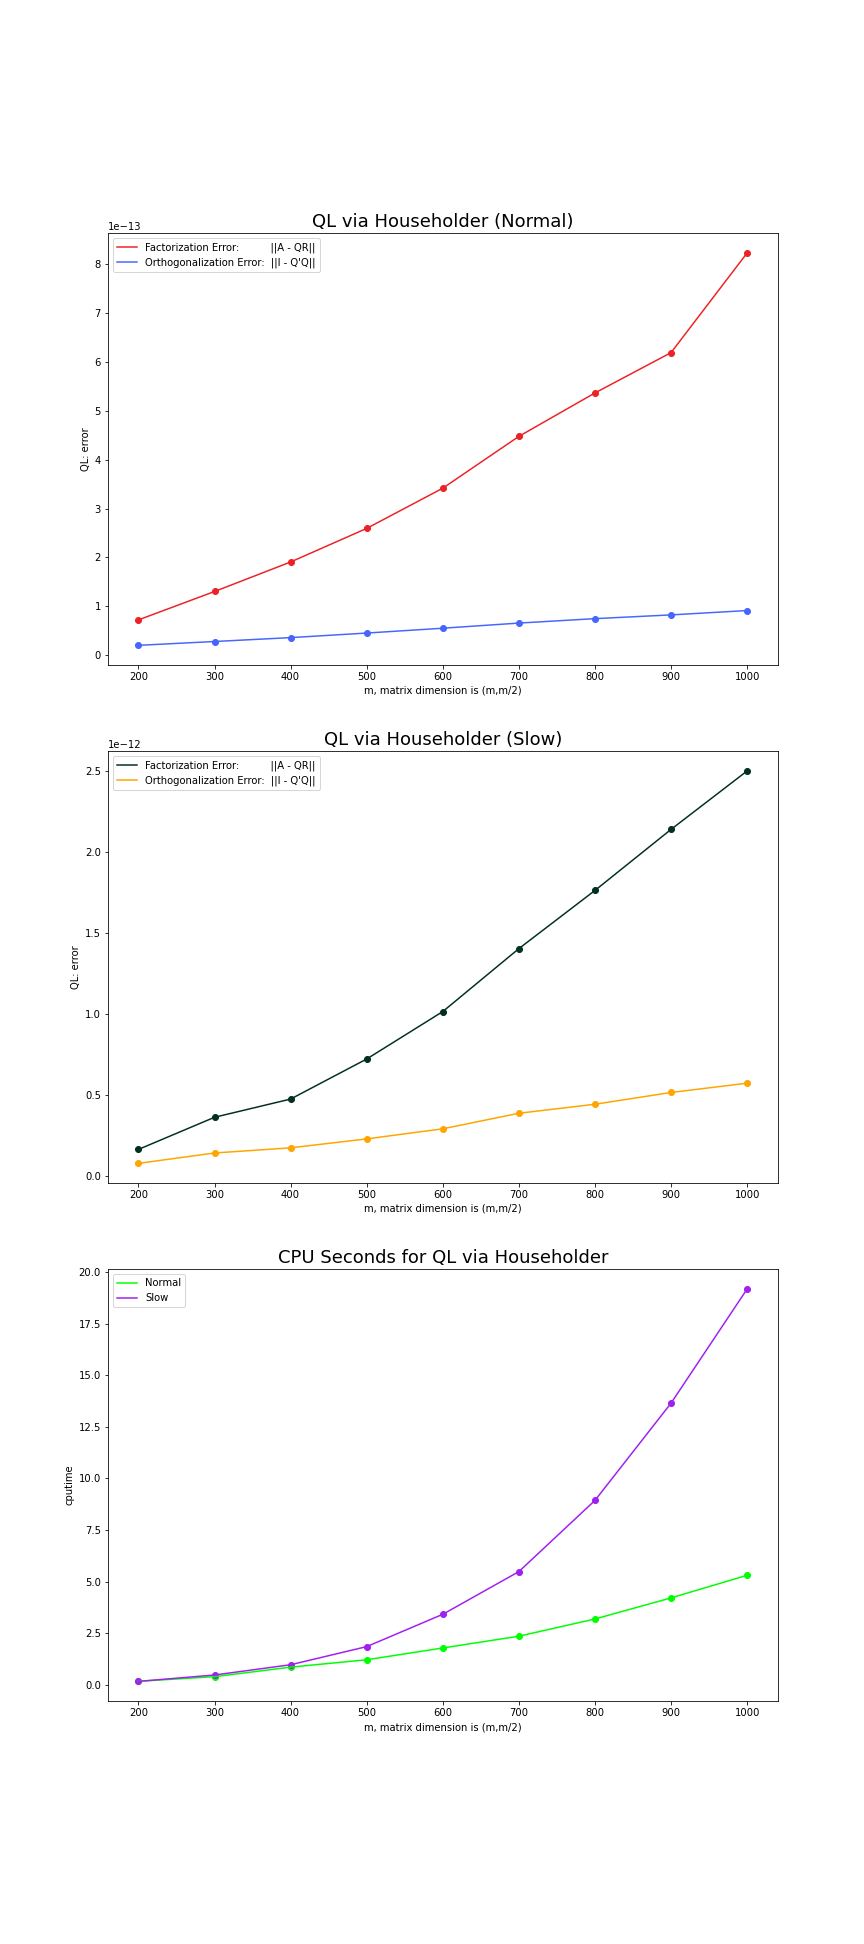 QL via Householder (Normal)
1e−13
Factorization Error: ||A - QR||
Orthogonalization Error: ||I - Q'Q||
8
7
6
5
4
3
2
1
0
QL: error
200 300 400 500 600 700 800 900 1000
m, matrix dimension is (m,m/2)
QL via Householder (Slow)
1e−12
Factorization Error: ||A - QR||
Orthogonalization Error: ||I - Q'Q||
2.5
2.0
1.5
1.0
0.5
0.0
QL: error
200 300 400 500 600 700 800 900 1000
m, matrix dimension is (m,m/2)
CPU Seconds for QL via Householder
Normal
Slow
20.0
17.5
15.0
12.5
10.0
7.5
5.0
2.5
0.0
cputime
200 300 400 500 600 700 800 900 1000
m, matrix dimension is (m,m/2)